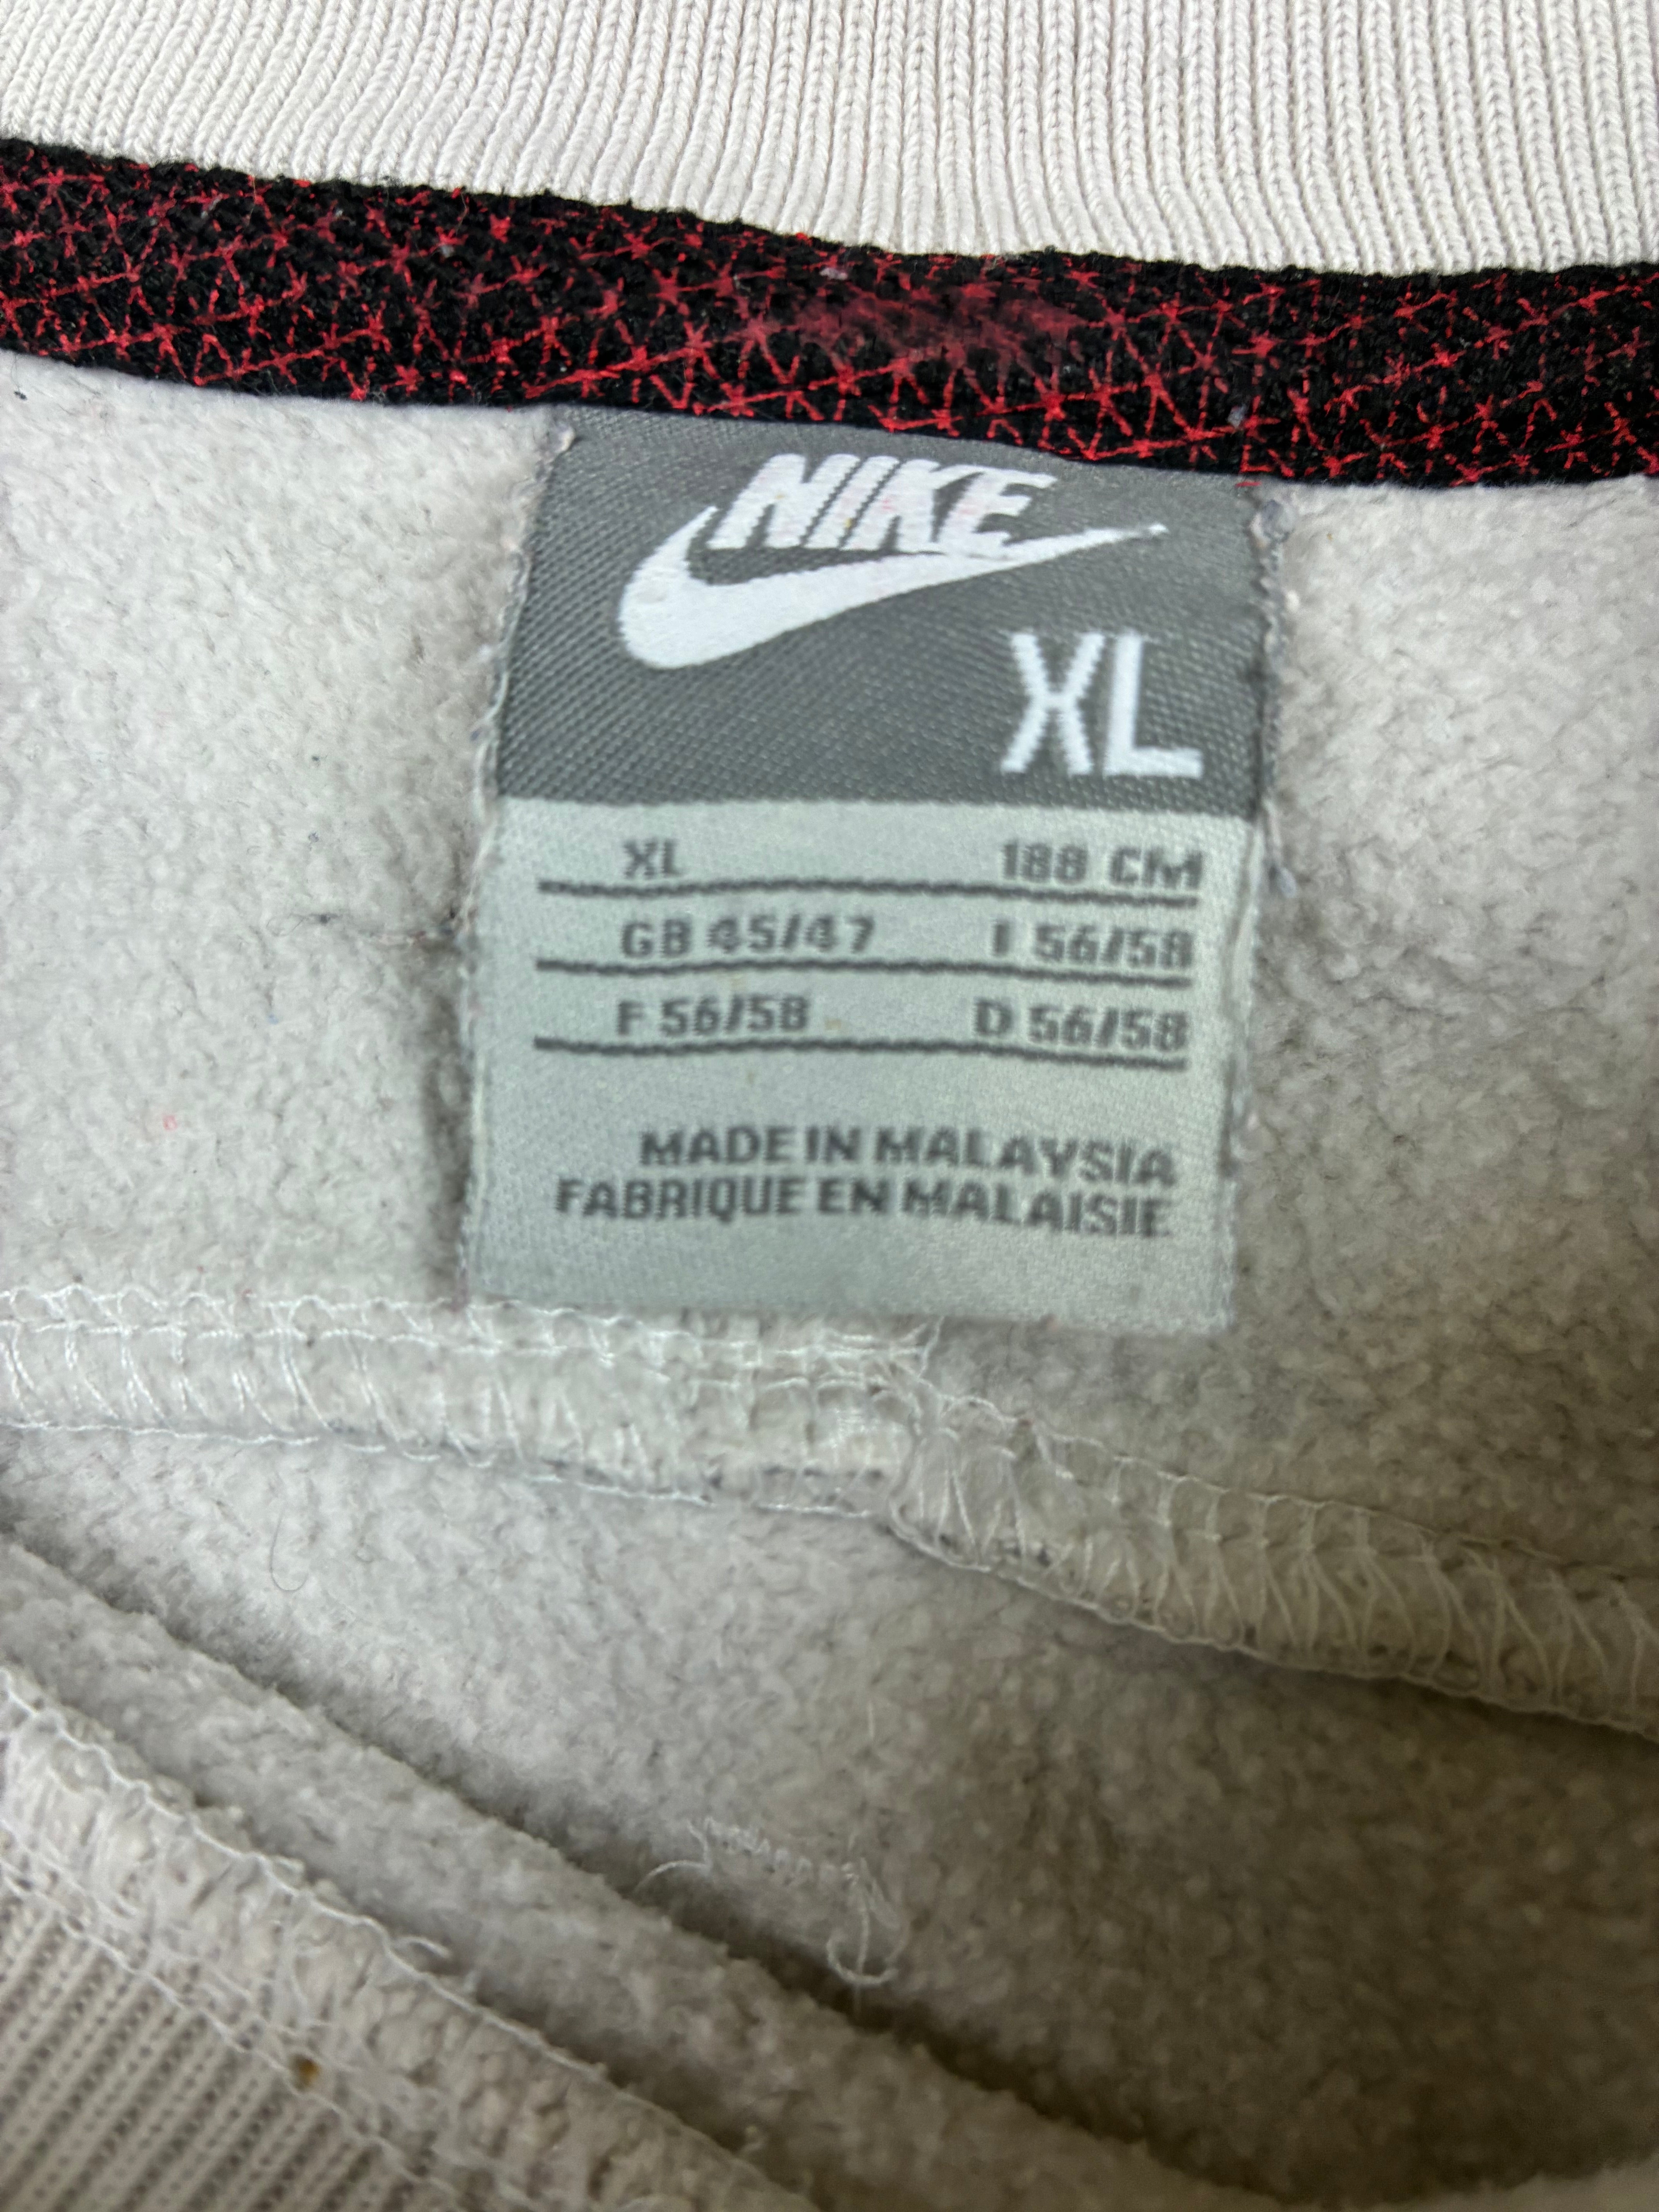 NIKE
XL
XL 188 CM
GB 45/47 I 56/58
F 56/58 D 56/58
MADE IN MALAYSIA
FABRIQUE EN MALAISIE